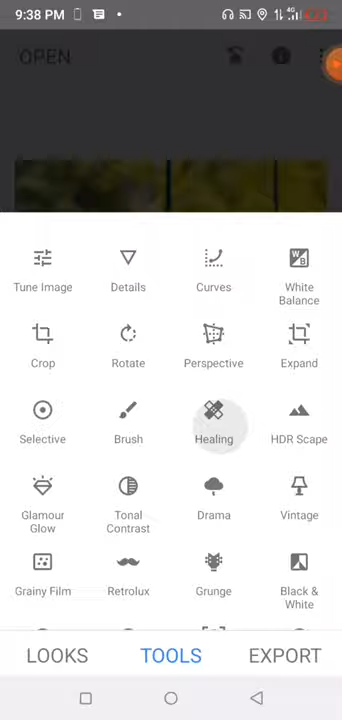 9:38 PM 4G
OPEN
Tune Image Details Curves White Balance
Crop Rotate Perspective Expand
Selective Brush Healing HDR Scape
Glamour Glow Tonal Contrast Drama Vintage
Grainy Film Retrolux Grunge Black & White
LOOKS TOOLS EXPORT